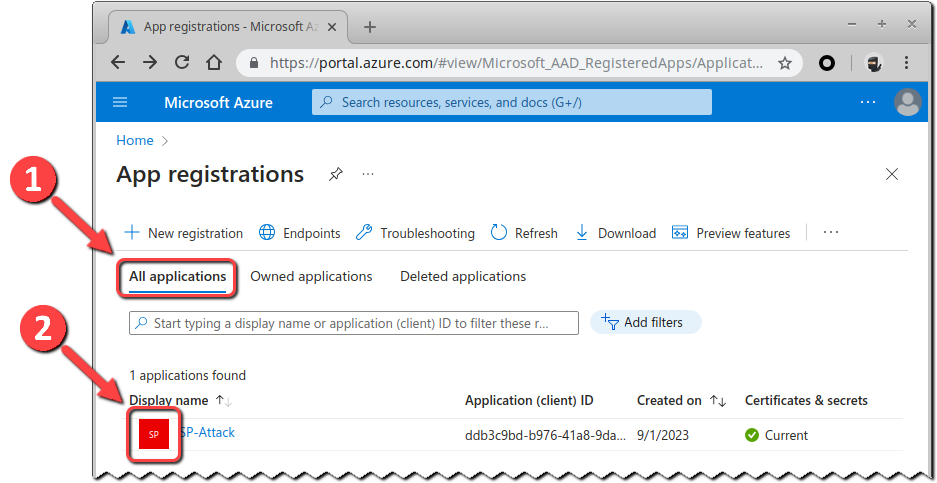 App registrations - Microsoft Az
https://portal.azure.com/#view/Microsoft_AAD_RegisteredApps/Applicat...
Microsoft Azure
Search resources, services, and docs (G+/)
Home
1
App registrations
New registration Endpoints Troubleshooting Refresh Download Preview features
All applications Owned applications Deleted applications
2
Start typing a display name or application (client) ID to filter these r...
Add filters
1 applications found
Display name Application (client) ID Created on Certificates & secrets
SP SP-Attack ddb3c9bd-b976-41a8-9da... 9/1/2023 Current